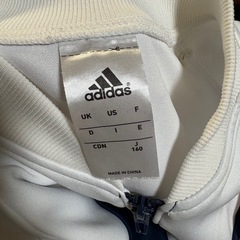 adidas
UK US F
D I E
CDN J
160
MADE IN CHINA